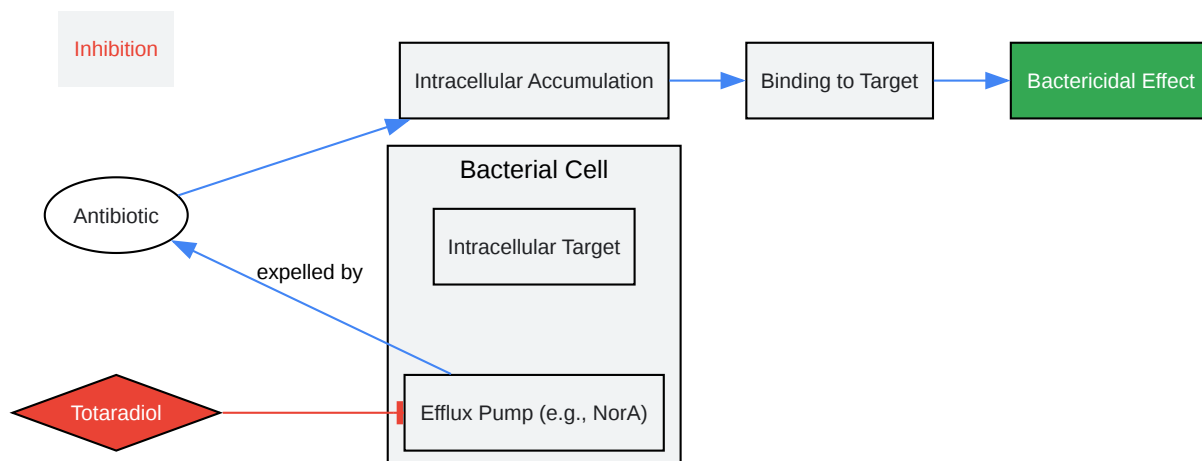 Inhibition
Intracellular Accumulation
Binding to Target
Bactericidal Effect
Bacterial Cell
Antibiotic
Intracellular Target
expelled by
Totaradiol
Efflux Pump (e.g., NorA)